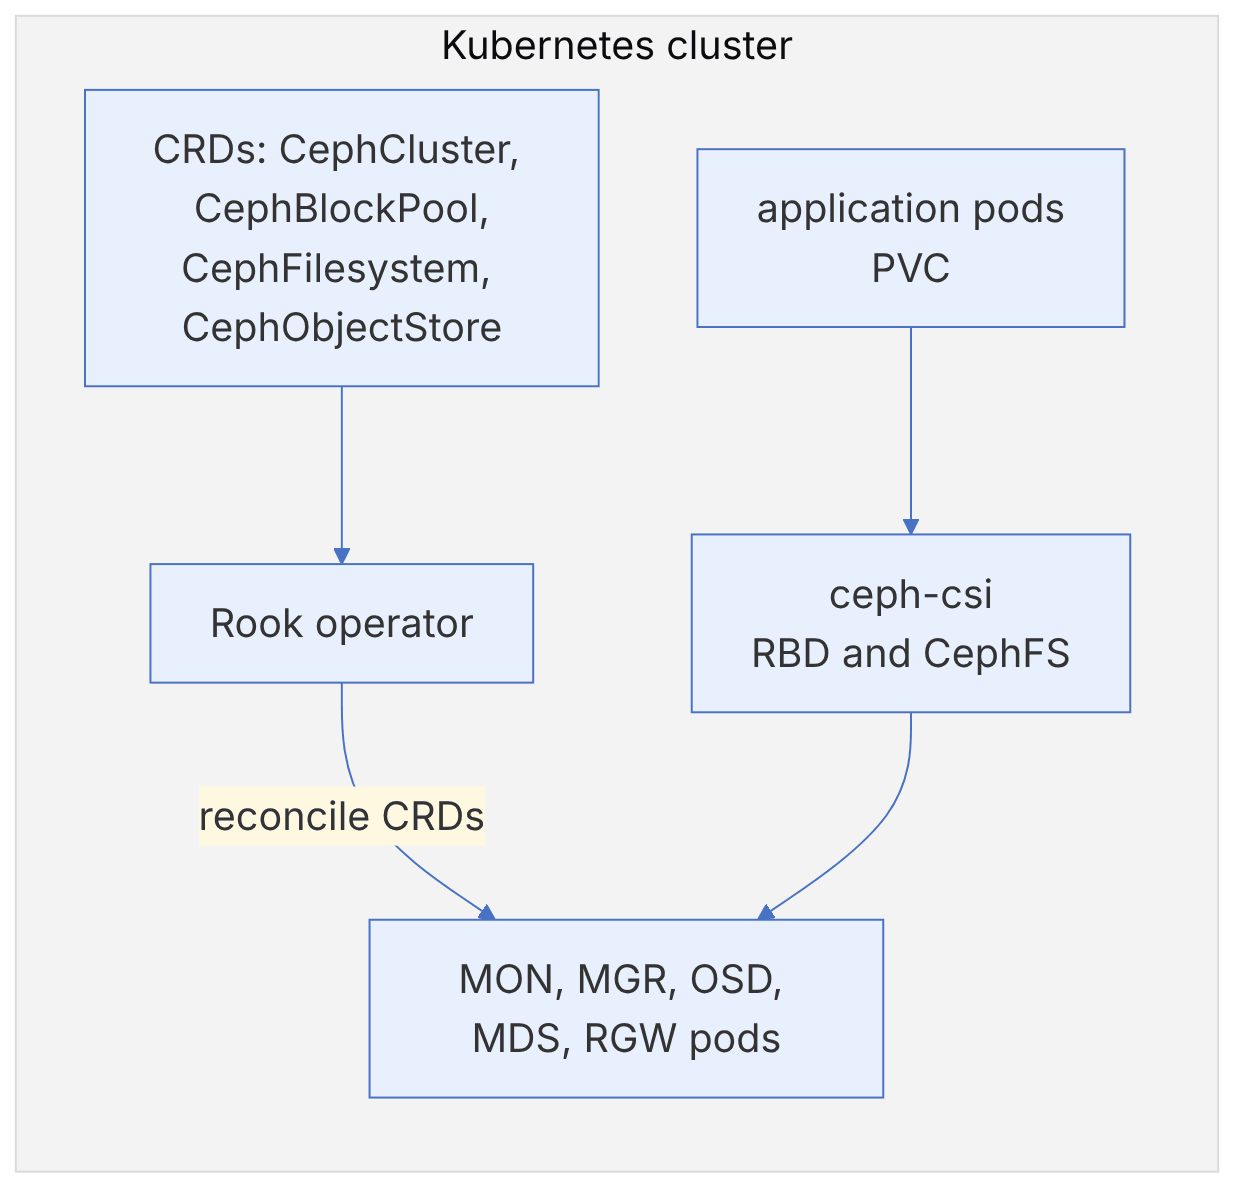 Kubernetes cluster
CRDs: CephCluster,
CephBlockPool,
CephFilesystem,
CephObjectStore
application pods
PVC
Rook operator
ceph-csi
RBD and CephFS
reconcile CRDs
MON, MGR, OSD,
MDS, RGW pods